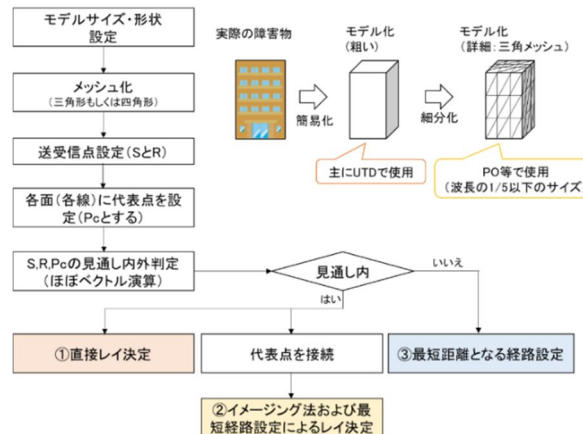 モデルサイズ・形状
設定
メッシュ化
(三角形もしくは四角形)
送受信点設定(SとR)
各面(各線)に代表点を設
定(Pcとする)
S,R,Pcの見通し内外判定
(ほぼベクトル演算)
実際の障害物
簡易化
モデル化
(粗い)
細分化
モデル化
(詳細:三角メッシュ)
主にUTDで使用
PO等で使用
(波長の1/5以下のサイズ)
見通し内
いいえ
はい
①直接レイ決定
代表点を接続
③最短距離となる経路設定
②イメージング法および最
短経路設定によるレイ決定